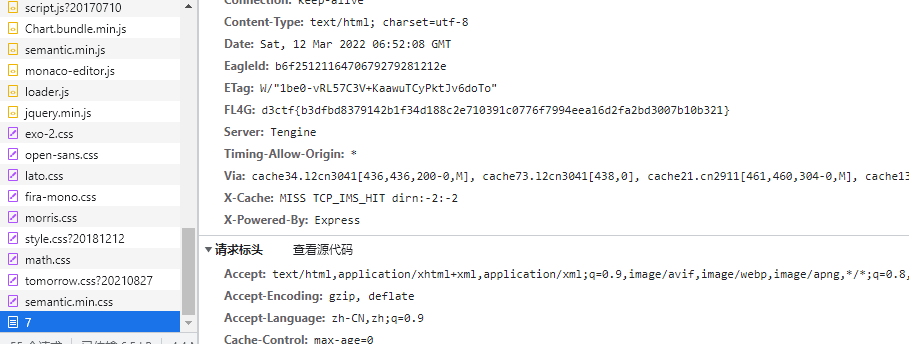 script.js?20170710
Chart.bundle.min.js
semantic.min.js
monaco-editor.js
loader.js
jquery.min.js
exo-2.css
open-sans.css
lato.css
fira-mono.css
morris.css
style.css?20181212
math.css
tomorrow.css?20210827
semantic.min.css
7
Connection: keep-alive
Content-Type: text/html; charset=utf-8
Date: Sat, 12 Mar 2022 06:52:08 GMT
EagleId: b6f2512116470679279281212e
ETag: W/"1be0-vRL57C3V+KaawuTCyPktJv6doTo"
FL4G: d3ctf{b3dfbd8379142b1f34d188c2e710391c0776f7994eea16d2fa2bd3007b10b321}
Server: Tengine
Timing-Allow-Origin: *
Via: cache34.l2cn3041[436,436,200-0,M], cache73.l2cn3041[438,0], cache21.cn2911[461,460,304-0,M], cache13
X-Cache: MISS TCP_IMS_HIT dirn:-2:-2
X-Powered-By: Express
请求标头 查看源代码
Accept: text/html,application/xhtml+xml,application/xml;q=0.9,image/avif,image/webp,image/apng,*/*;q=0.8,
Accept-Encoding: gzip, deflate
Accept-Language: zh-CN,zh;q=0.9
Cache-Control: max-age=0